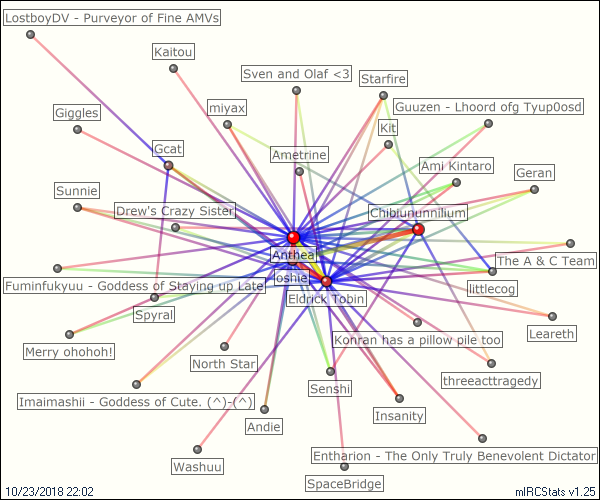 LostboyDV - Purveyor of Fine AMVs
Kaitou
Sven and Olaf <3
Starfire
Giggles
miyax
Guuzen - Lhoord ofg Tyup0osd
Kit
Gcat
Ametrine
Ami Kintaro
Geran
Sunnie
Drew's Crazy Sister
Chibiununnilium
Anthea
The A & C Team
Fuminfukyuu - Goddess of Staying up Late
oshie
littlecog
Eldrick Tobin
Spyral
Leareth
Merry ohohoh!
North Star
Konran has a pillow pile too
Senshi
threeacttragedy
Imaimashii - Goddess of Cute. (^)-(^)
Insanity
Andie
Washuu
Entharion - The Only Truly Benevolent Dictator
SpaceBridge
10/23/2018 22:02
mIRCStats v1.25